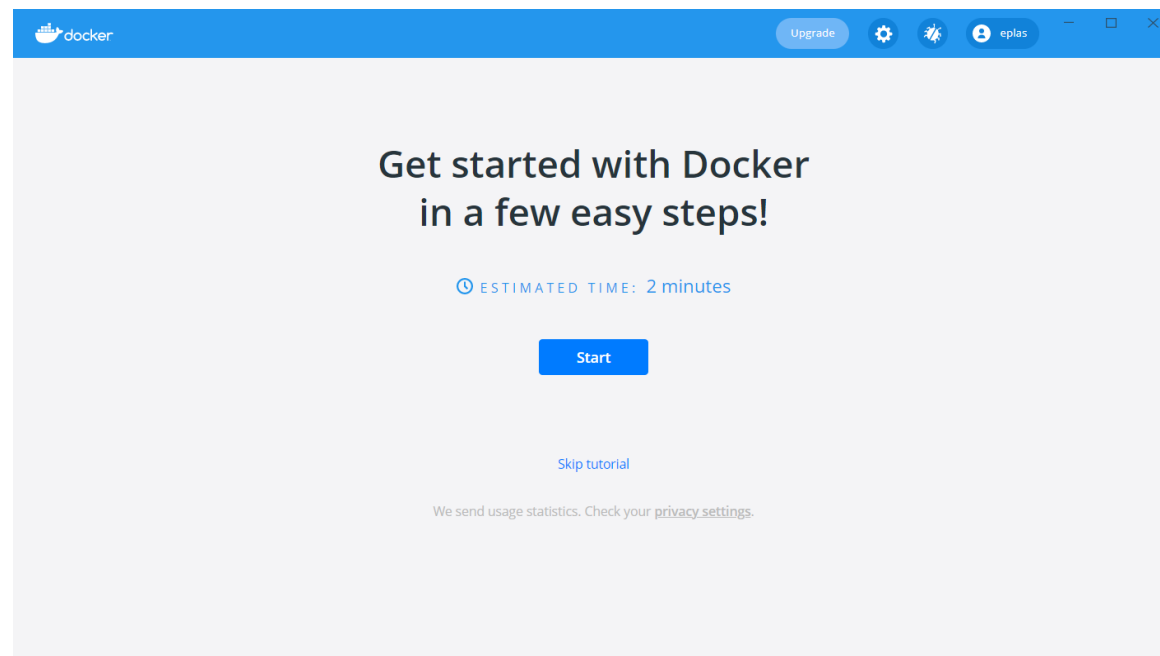 docker
Upgrade
eplas
Get started with Docker
in a few easy steps!
ESTIMATED TIME: 2 minutes
Start
Skip tutorial
We send usage statistics. Check your privacy settings.